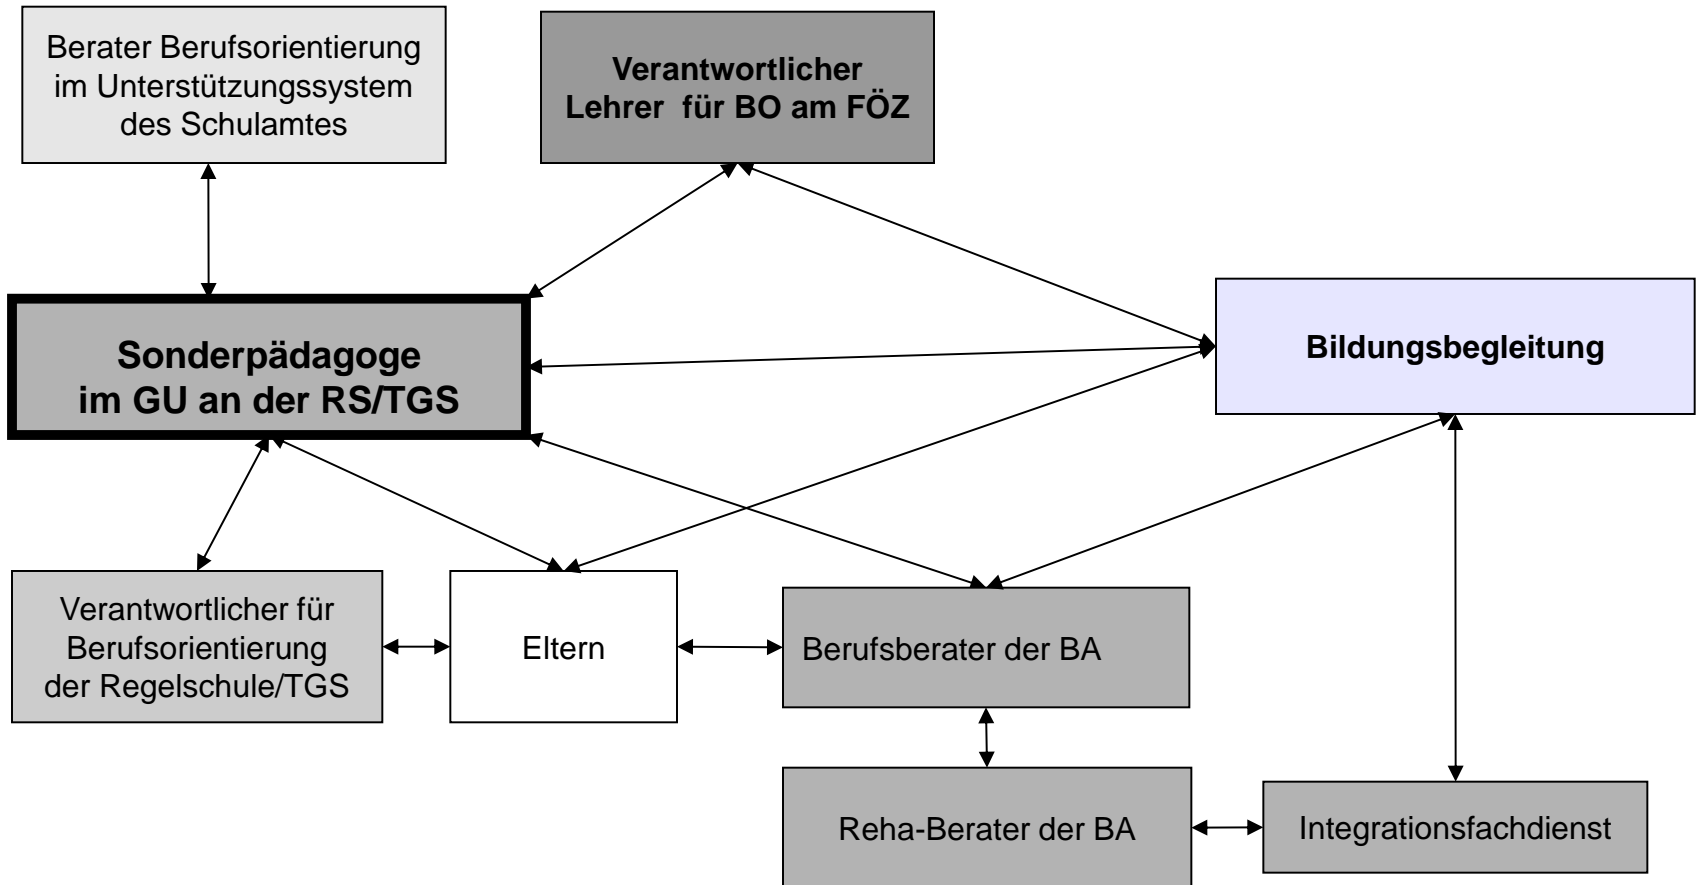 Berater Berufsorientierung
im Unterstützungssystem
des Schulamtes
Verantwortlicher
Lehrer für BO am FÖZ
Sonderpädagoge
im GU an der RS/TGS
Bildungsbegleitung
Verantwortlicher für
Berufsorientierung
der Regelschule/TGS
Eltern
Berufsberater der BA
Reha-Berater der BA
Integrationsfachdienst